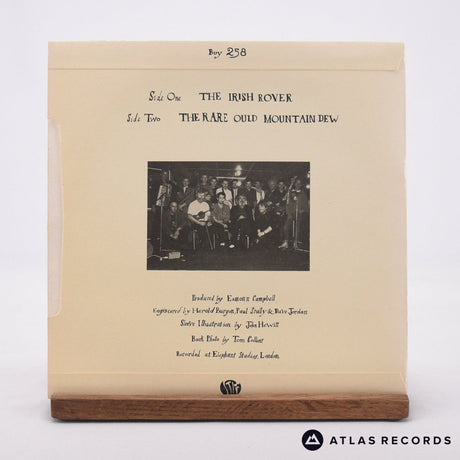 Buy 258
Side One THE IRISH ROVER
Side Two THE RARE OULD MOUNTAIN DEW
Produced by Eamonn Campbell
Engineered by Harold Burgon, Paul Scully & Dave Jordan
Sleeve Illustration by John Hewitt
Back Photo by Tom Collins
Recorded at Elephant Studios, London.
ATLAS RECORDS